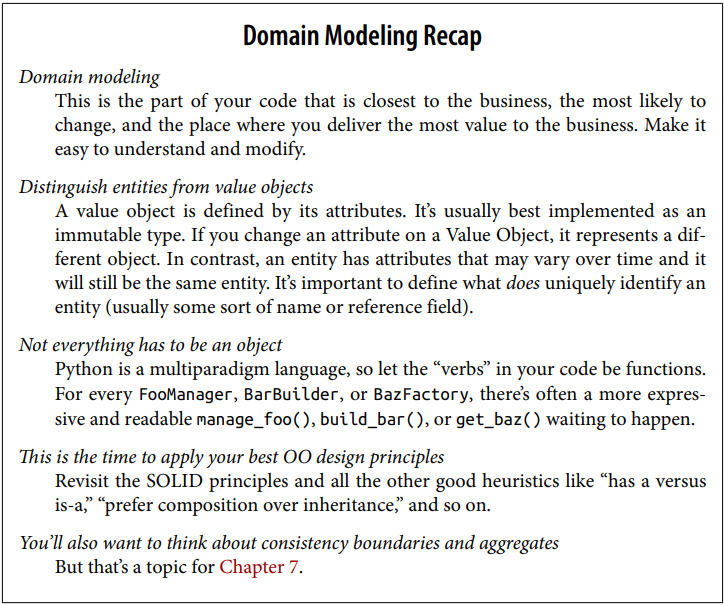 Domain Modeling Recap
Domain modeling
This is the part of your code that is closest to the business, the most likely to
change, and the place where you deliver the most value to the business. Make it
easy to understand and modify.
Distinguish entities from value objects
A value object is defined by its attributes. It’s usually best implemented as an
immutable type. If you change an attribute on a Value Object, it represents a dif-
ferent object. In contrast, an entity has attributes that may vary over time and it
will still be the same entity. It’s important to define what does uniquely identify an
entity (usually some sort of name or reference field).
Not everything has to be an object
Python is a multiparadigm language, so let the “verbs” in your code be functions.
For every FooManager, BarBuilder, or BazFactory, there’s often a more expres-
sive and readable manage_foo(), build_bar(), or get_baz() waiting to happen.
This is the time to apply your best OO design principles
Revisit the SOLID principles and all the other good heuristics like “has a versus
is-a,” “prefer composition over inheritance,” and so on.
You’ll also want to think about consistency boundaries and aggregates
But that’s a topic for Chapter 7.